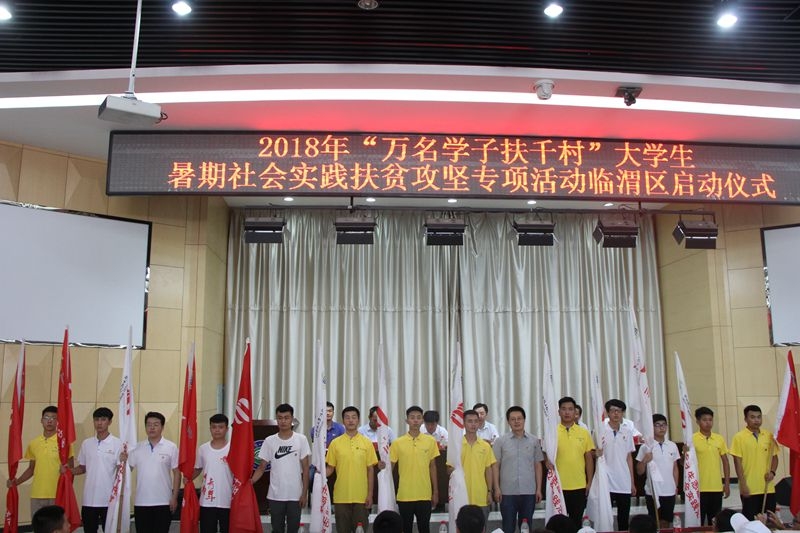 2018年“万名学子扶千村”大学生
暑期社会实践扶贫攻坚专项活动临渭区启动仪式
NIKE